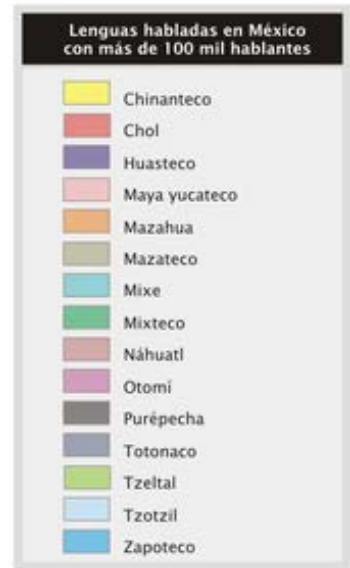 Lenguas habladas en México
con más de 100 mil hablantes
Chinanteco
Chol
Huasteco
Maya yucateco
Mazahua
Mazateco
Mixe
Mixteco
Náhuatl
Otomí
Purépecha
Totonaco
Tzeltal
Tzotzil
Zapoteco